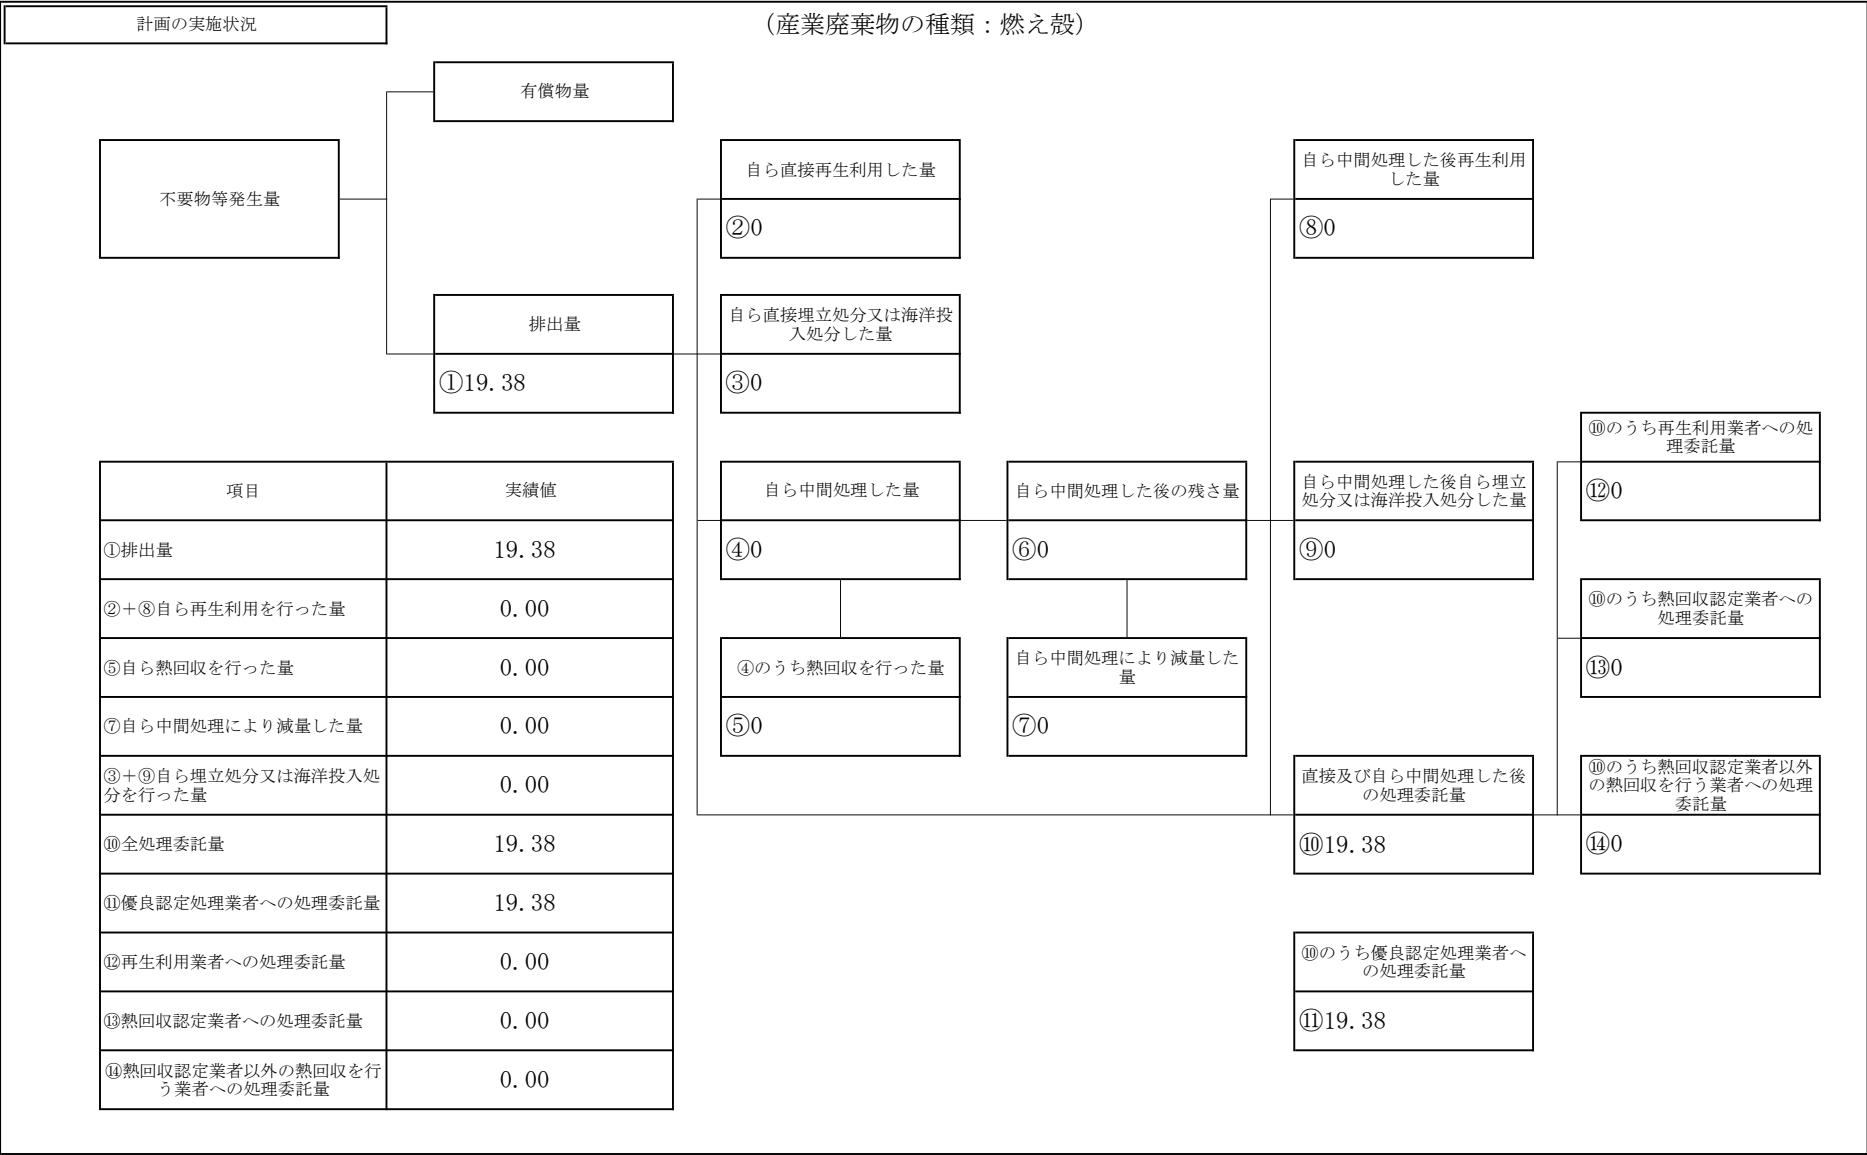 計画の実施状況
（産業廃棄物の種類：燃え殻）
有償物量
不要物等発生量
自ら直接再生利用した量
②0
自ら中間処理した後再生利用
した量
⑧0
排出量
①19.38
自ら直接埋立処分又は海洋投
入処分した量
③0
⑩のうち再生利用業者への処
理委託量
⑫0
自ら中間処理した量
④0
自ら中間処理した後の残さ量
⑥0
自ら中間処理した後自ら埋立
処分又は海洋投入処分した量
⑨0
⑩のうち熱回収認定業者への
処理委託量
⑬0
④のうち熱回収を行った量
⑤0
自ら中間処理により減量した
量
⑦0
直接及び自ら中間処理した後
の処理委託量
⑩19.38
⑩のうち熱回収認定業者以外
の熱回収を行う業者への処理
委託量
⑭0
⑩のうち優良認定処理業者へ
の処理委託量
⑪19.38
項目 実績値
①排出量 19.38
②＋⑧自ら再生利用を行った量 0.00
⑤自ら熱回収を行った量 0.00
⑦自ら中間処理により減量した量 0.00
③＋⑨自ら埋立処分又は海洋投入処
分を行った量 0.00
⑩全処理委託量 19.38
⑪優良認定処理業者への処理委託量 19.38
⑫再生利用業者への処理委託量 0.00
⑬熱回収認定業者への処理委託量 0.00
⑭熱回収認定業者以外の熱回収を行
う業者への処理委託量 0.00